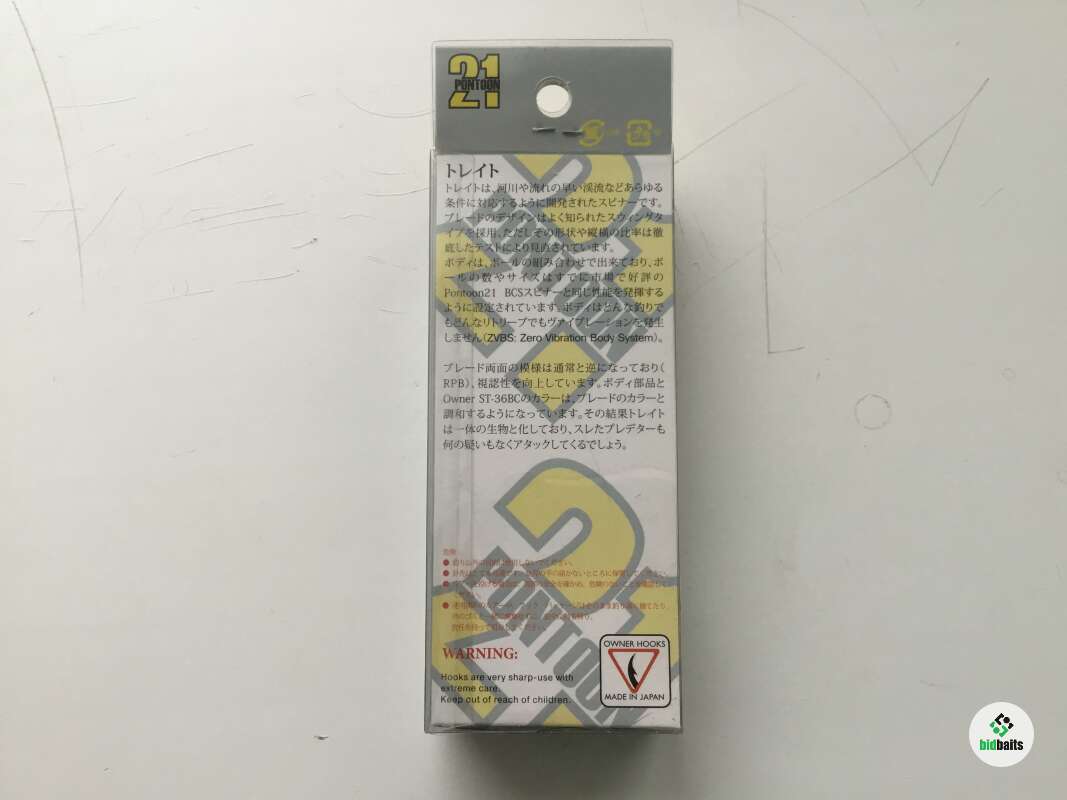 21
PONTOON
トレイト
トレイトは、河川や流れの早い渓流などあらゆる
条件に対応するように開発されたスピナーです。
ブレードのデザインはよく知られたスウィングタ
イプを採用、ただしその形状や縦横の比率は徹
底したテストにより見直されています。
ボディは、ボールの組み合わせで出来ており、ボ
ールの数やサイズはすでに市場で好評の
Pontoon21 BCSスピナーと同じ性能を発揮する
ように設定されています。ボディはどんな釣りで
もどんなリトリーブでもヴァイブレーションを発生
しません(ZVBS: Zero Vibration Body System)。
ブレード両面の模様は通常と逆になっており(
RPB)、視認性を向上しています。ボディ部品と
Owner ST-36BCのカラーは、ブレードのカラーと
調和するようになっています。その結果トレイト
は一体の生物と化しており、スレたプレデターも
何の疑いもなくアタックしてくるでしょう。
PONTOON
21
PONTOON
WARNING:
Hooks are very sharp-use with
extreme care.
Keep out of reach of children.
OWNER HOOKS
MADE IN JAPAN
bidbaits